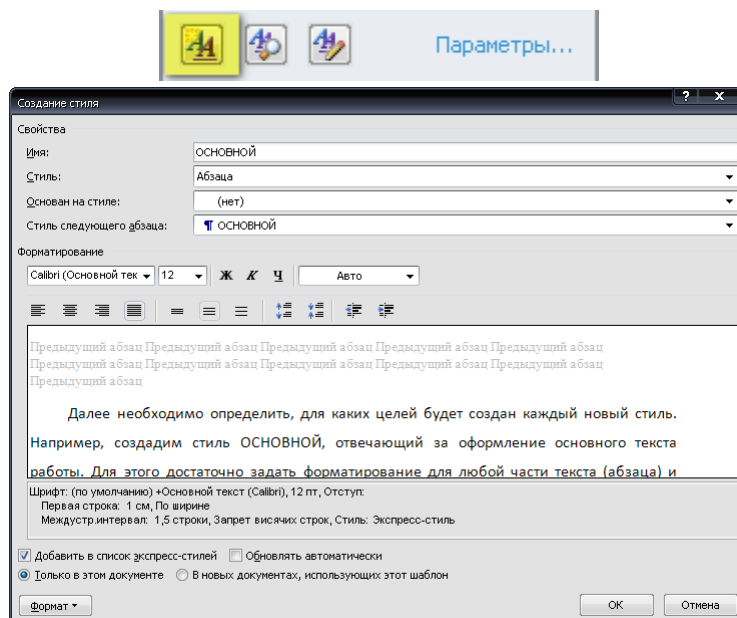 Параметры...
Создание стиля ? X
Свойства
Имя: ОСНОВНОЙ
Стиль: Абзаца
Основан на стиле: (нет)
Стиль следующего абзаца: ¶ ОСНОВНОЙ
Форматирование
Calibri (Основной тек 12 Ж К Ч Авто
Предыдущий абзац Предыдущий абзац Предыдущий абзац Предыдущий абзац Предыдущий абзац
Предыдущий абзац Предыдущий абзац Предыдущий абзац Предыдущий абзац Предыдущий абзац
Предыдущий абзац
Далее необходимо определить, для каких целей будет создан каждый новый стиль.
Например, создадим стиль ОСНОВНОЙ, отвечающий за оформление основного текста
работы. Для этого достаточно задать форматирование для любой части текста (абзаца) и
Шрифт: (по умолчанию) +Основной текст (Calibri), 12 пт, Отступ:
Первая строка: 1 см, По ширине
Междустр.интервал: 1,5 строки, Запрет висячих строк, Стиль: Экспресс-стиль
Добавить в список экспресс-стилей Обновлять автоматически
Только в этом документе В новых документах, использующих этот шаблон
Формат ОК Отмена